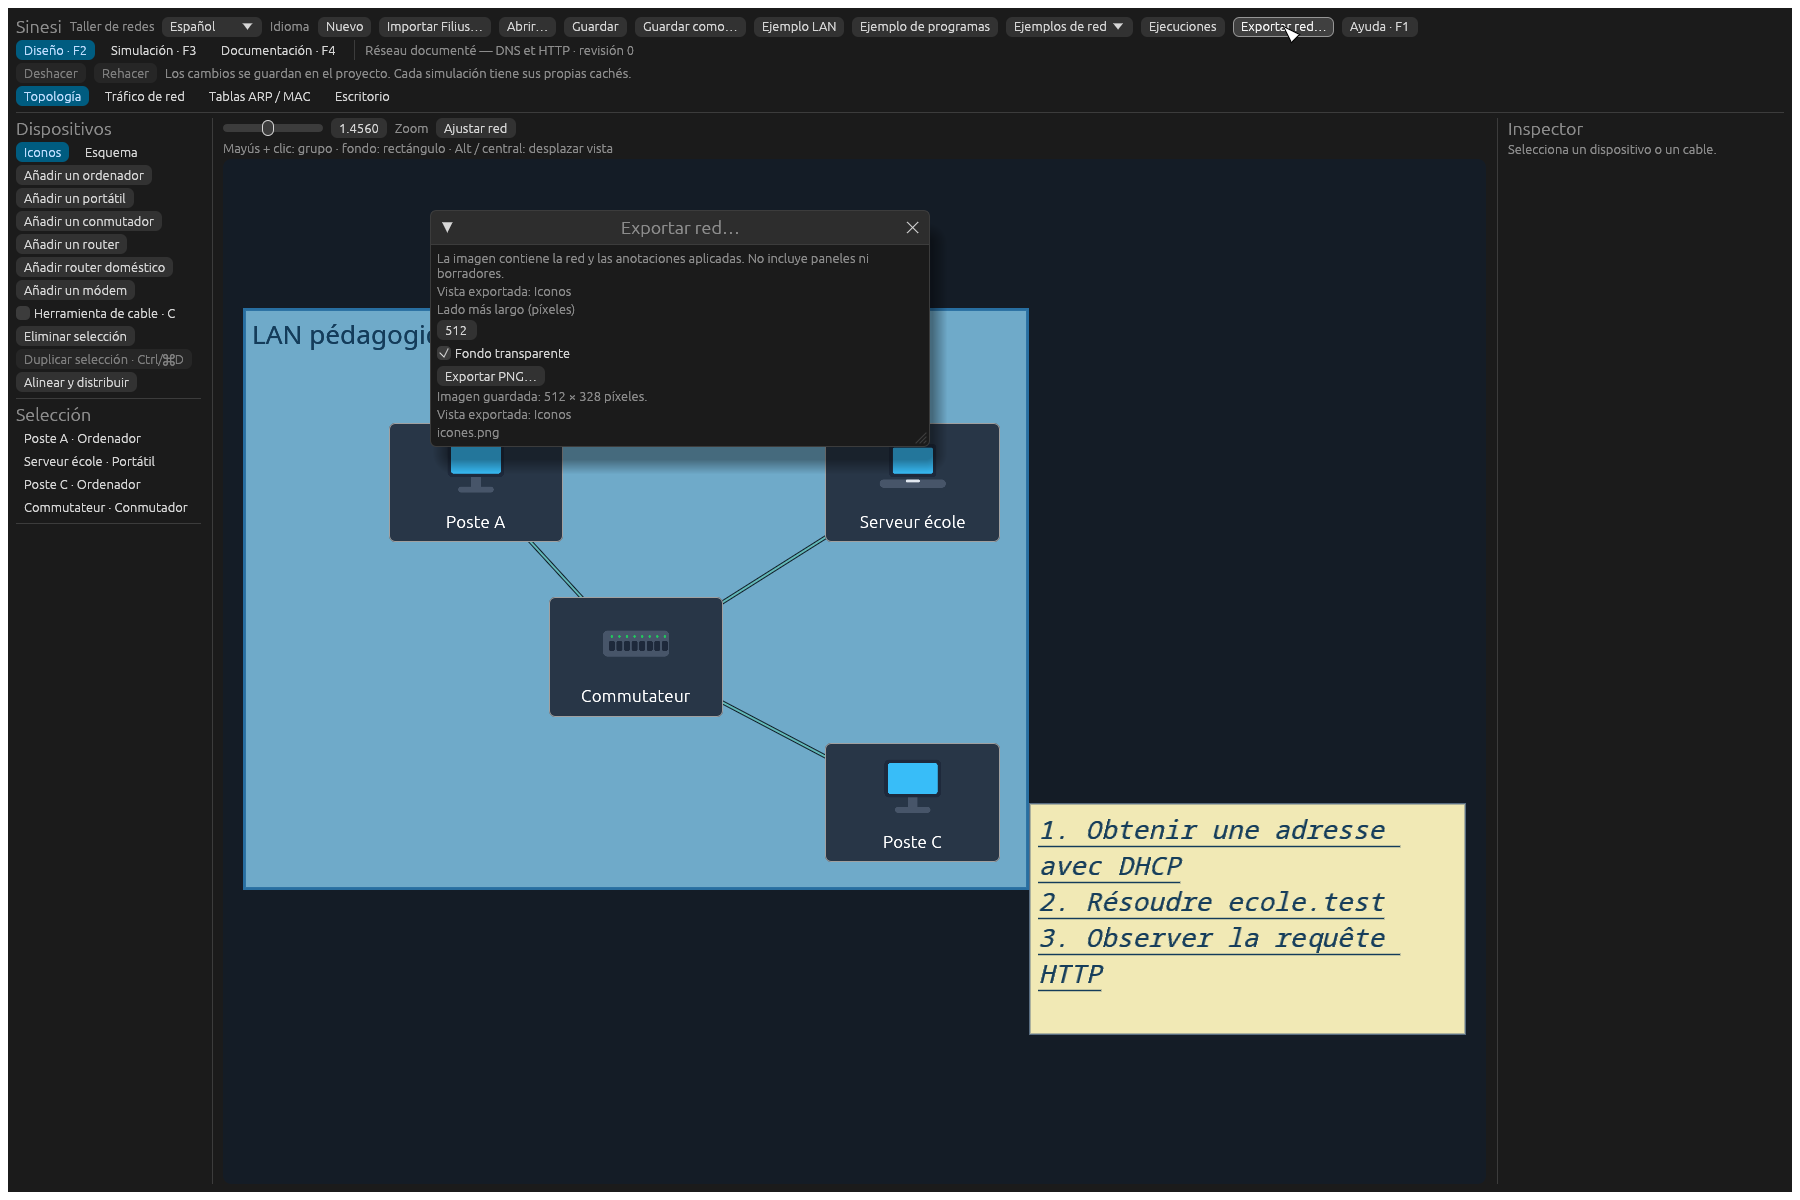 Sinesi Taller de redes Español Idioma Nuevo Importar Filius… Abrir… Guardar Guardar como… Ejemplo LAN Ejemplo de programas Ejemplos de red Ejecuciones Exportar red… Ayuda · F1
Diseño · F2 Simulación · F3 Documentación · F4 Réseau documenté — DNS et HTTP · revisión 0
Deshacer Rehacer Los cambios se guardan en el proyecto. Cada simulación tiene sus propias cachés.
Topología Tráfico de red Tablas ARP / MAC Escritorio
Dispositivos
Iconos Esquema
Añadir un ordenador
Añadir un portátil
Añadir un conmutador
Añadir un router
Añadir router doméstico
Añadir un módem
Herramienta de cable · C
Eliminar selección
Duplicar selección · Ctrl/⌘D
Alinear y distribuir
Selección
Poste A · Ordenador
Serveur école · Portátil
Poste C · Ordenador
Commutateur · Conmutador
1.4560 Zoom Ajustar red
Mayús + clic: grupo · fondo: rectángulo · Alt / central: desplazar vista
Exportar red…
La imagen contiene la red y las anotaciones aplicadas. No incluye paneles ni
borradores.
Vista exportada: Iconos
Lado más largo (píxeles)
512
Fondo transparente
Exportar PNG…
Imagen guardada: 512 × 328 píxeles.
Vista exportada: Iconos
icones.png
Poste A
Serveur école
Commutateur
Poste C
1. Obtenir une adresse
avec DHCP
2. Résoudre ecole.test
3. Observer la requête
HTTP
Inspector
Selecciona un dispositivo o un cable.